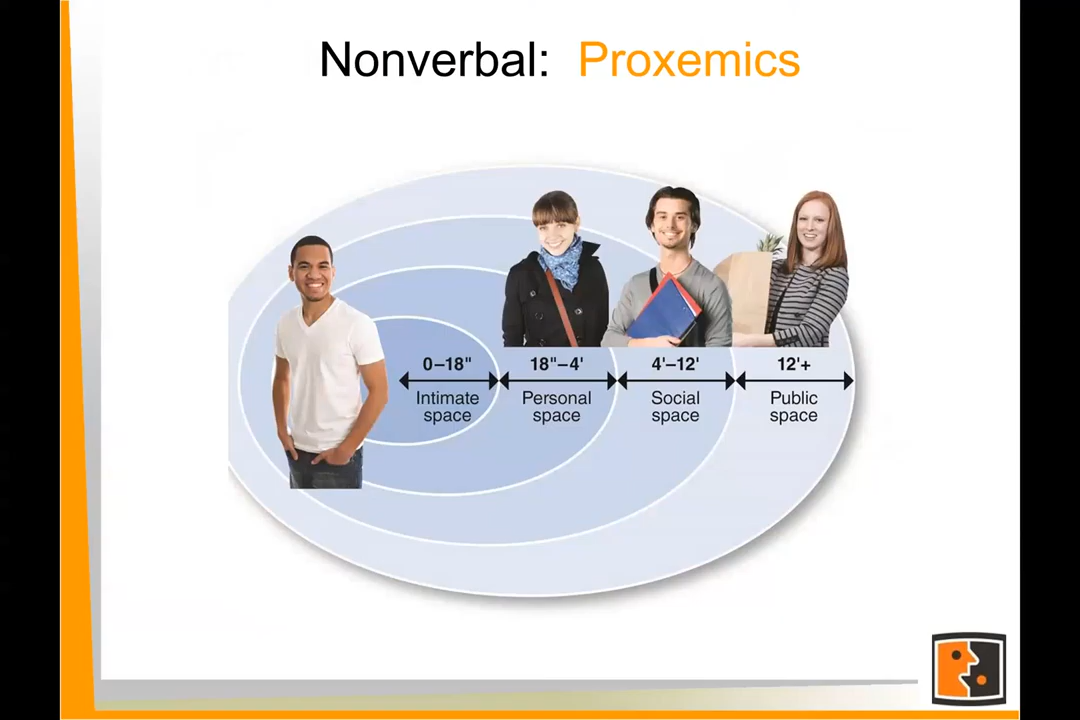 Nonverbal: Proxemics
0–18" 18"–4' 4'–12' 12'+
Intimate Personal Social Public
space space space space